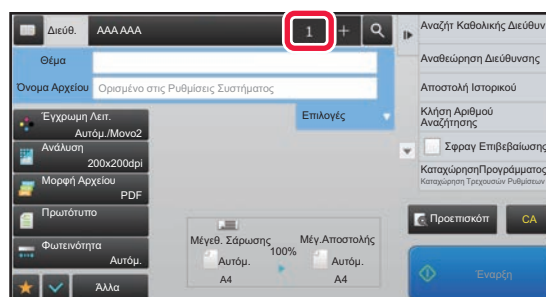 Διεύθ.
AAA AAA
1
+
Αναζήτ Καθολικής Διεύθυν
Θέμα
Αναθεώρηση Διεύθυνσης
Όνομα Αρχείου
Ορισμένο στις Ρυθμίσεις Συστήματος
Αποστολή Ιστορικού
Έγχρωμη Λειτ.
Αυτόμ./Μονο2
Επιλογές
Κλήση Αριθμού
Αναζήτησης
Ανάλυση
200x200dpi
Σφραγ Επιβεβαίωσης
Μορφή Αρχείου
PDF
ΚαταχώρησηΠρογράμματος
Καταχώρηση Τρεχουσών Ρυθμίσεων
Πρωτότυπο
Προεπισκόπ
CA
Φωτεινότητα
Αυτόμ.
Μέγεθ. Σάρωσης
100%
Μέγ.Αποστολής
Αυτόμ.
A4
Αυτόμ.
A4
Άλλα
Έναρξη